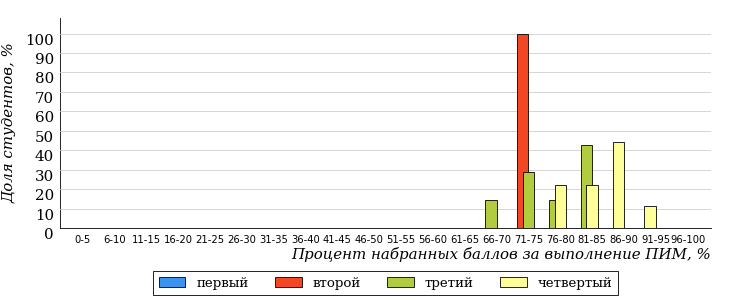 Доля студентов, %
100
90
80
70
60
50
40
30
20
10
0
0-5 6-10 11-15 16-20 21-25 26-30 31-35 36-40 41-45 46-50 51-55 56-60 61-65 66-70 71-75 76-80 81-85 86-90 91-95 96-100
Процент набранных баллов за выполнение ПИМ, %
первый второй третий четвертый